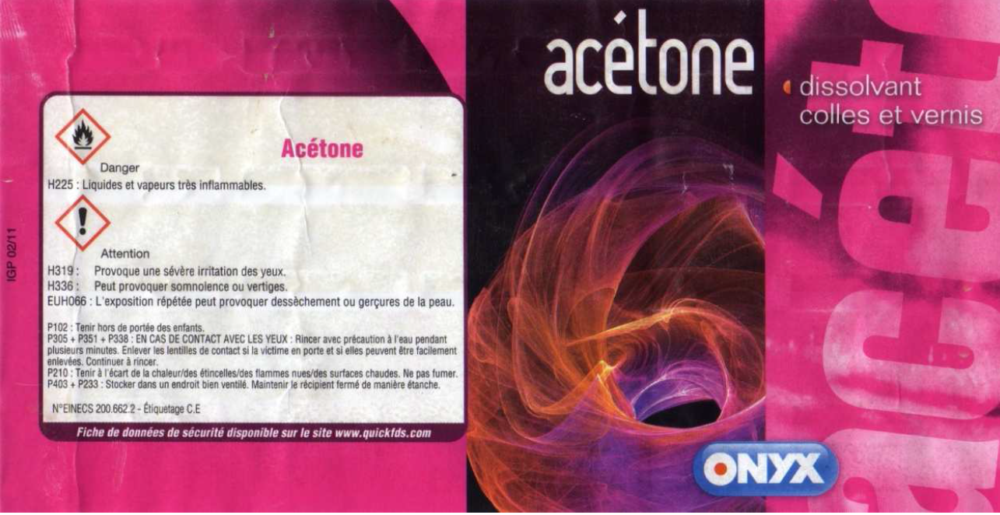 IGP 02/11
Acétone
Danger
H225 : Liquides et vapeurs très inflammables.
Attention
H319 : Provoque une sévère irritation des yeux.
H336 : Peut provoquer somnolence ou vertiges.
EUH066 : L'exposition répétée peut provoquer dessèchement ou gerçures de la peau.
P102 : Tenir hors de portée des enfants.
P305 + P351 + P338 : EN CAS DE CONTACT AVEC LES YEUX : Rincer avec précaution à l'eau pendant
plusieurs minutes. Enlever les lentilles de contact si la victime en porte et si elles peuvent être facilement
enlevées. Continuer à rincer.
P210 : Tenir à l'écart de la chaleur/des étincelles/des flammes nues/des surfaces chaudes. Ne pas fumer.
P403 + P233 : Stocker dans un endroit bien ventilé. Maintenir le récipient fermé de manière étanche.
N°EINECS 200.662.2 - Étiquetage C.E
Fiche de données de sécurité disponible sur le site www.quickfds.com
acétone
ONYX
dissolvant
colles et vernis
acét